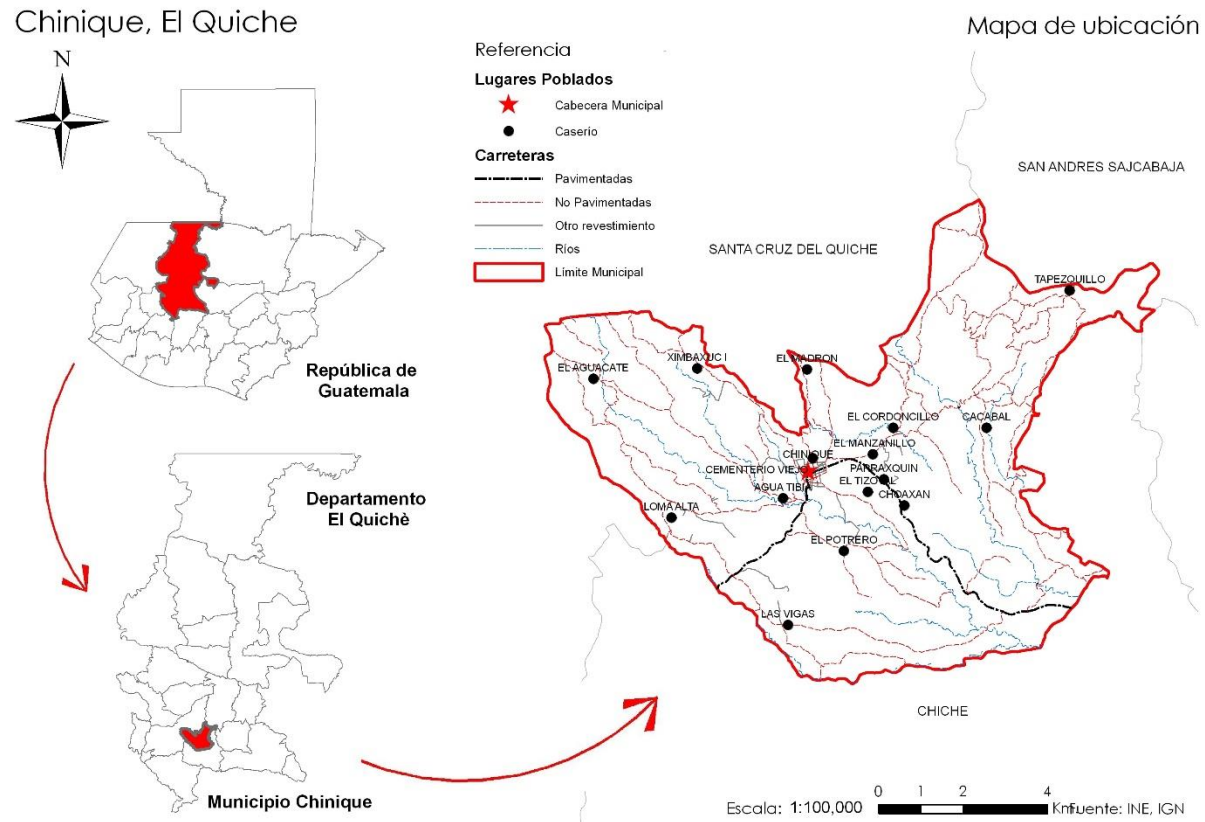 Chinique, El Quiche
Mapa de ubicación
N
República de
Guatemala
Departamento
El Quichè
Municipio Chinique
Referencia
Lugares Poblados
Cabecera Municipal
Caserio
Carreteras
Pavimentadas
No Pavimentadas
Otro revestimiento
Ríos
Límite Municipal
SAN ANDRES SAJCABAJA
SANTA CRUZ DEL QUICHE
TAPEZQUILLO
XIMBAXUC I
EL MADRON
EL AGUACATE
EL CORDONCILLO
CACABAL
EL MANZANILLO
CHINIQUE
CEMENTERIO VIEJO
PARRAXQUIN
EL TIZOTAL
AGUA TIBIA
CHOAXAN
LOMA ALTA
EL POTRERO
LAS VIGAS
CHICHE
Escala: 1:100,000
0 1 2 4
Km.
Fuente: INE, IGN